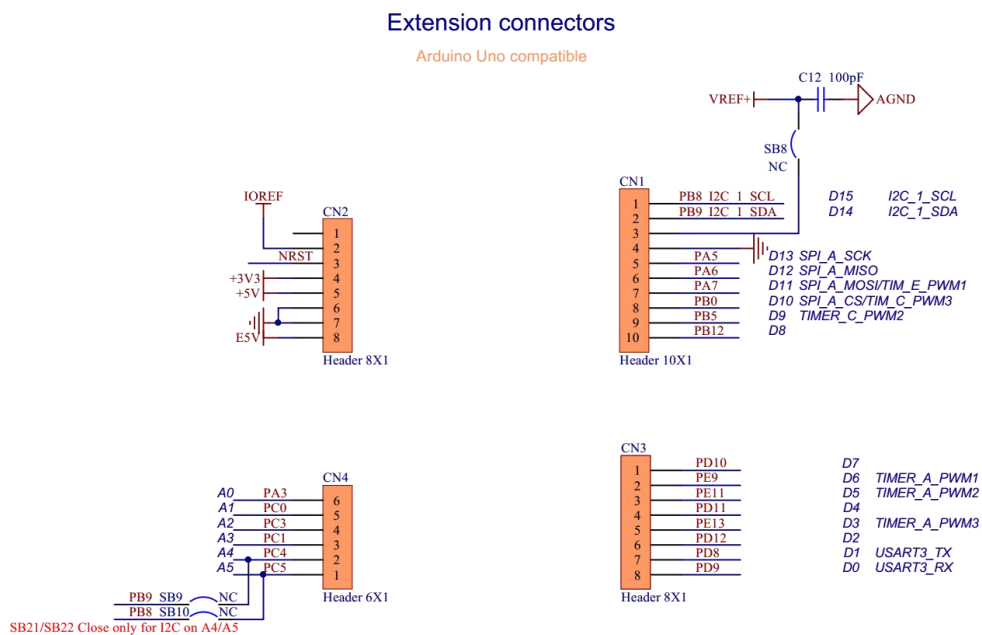 Extension connectors
Arduino Uno compatible
C12 100pF
VREF+ AGND
SB8
NC
CN1
1 PB8 I2C_1_SCL D15 I2C_1_SCL
2 PB9 I2C_1_SDA D14 I2C_1_SDA
3
4
5 PA5 D13 SPI_A_SCK
6 PA6 D12 SPI_A_MISO
7 PA7 D11 SPI_A_MOSI/TIM_E_PWM1
8 PB0 D10 SPI_A_CS/TIM_C_PWM3
9 PB5 D9 TIMER_C_PWM2
10 PB12 D8
Header 10X1
IOREF
CN2
1
2
NRST 3
+3V3 4
+5V 5
6
7
E5V 8
Header 8X1
CN3
1 PD10 D7
2 PE9 D6 TIMER_A_PWM1
3 PE11 D5 TIMER_A_PWM2
4 PD11 D4
5 PE13 D3 TIMER_A_PWM3
6 PD12 D2
7 PD8 D1 USART3_TX
8 PD9 D0 USART3_RX
Header 8X1
CN4
A0 PA3 6
A1 PC0 5
A2 PC3 4
A3 PC1 3
A4 PC4 2
A5 PC5 1
Header 6X1
PB9 SB9 NC
PB8 SB10 NC
SB21/SB22 Close only for I2C on A4/A5